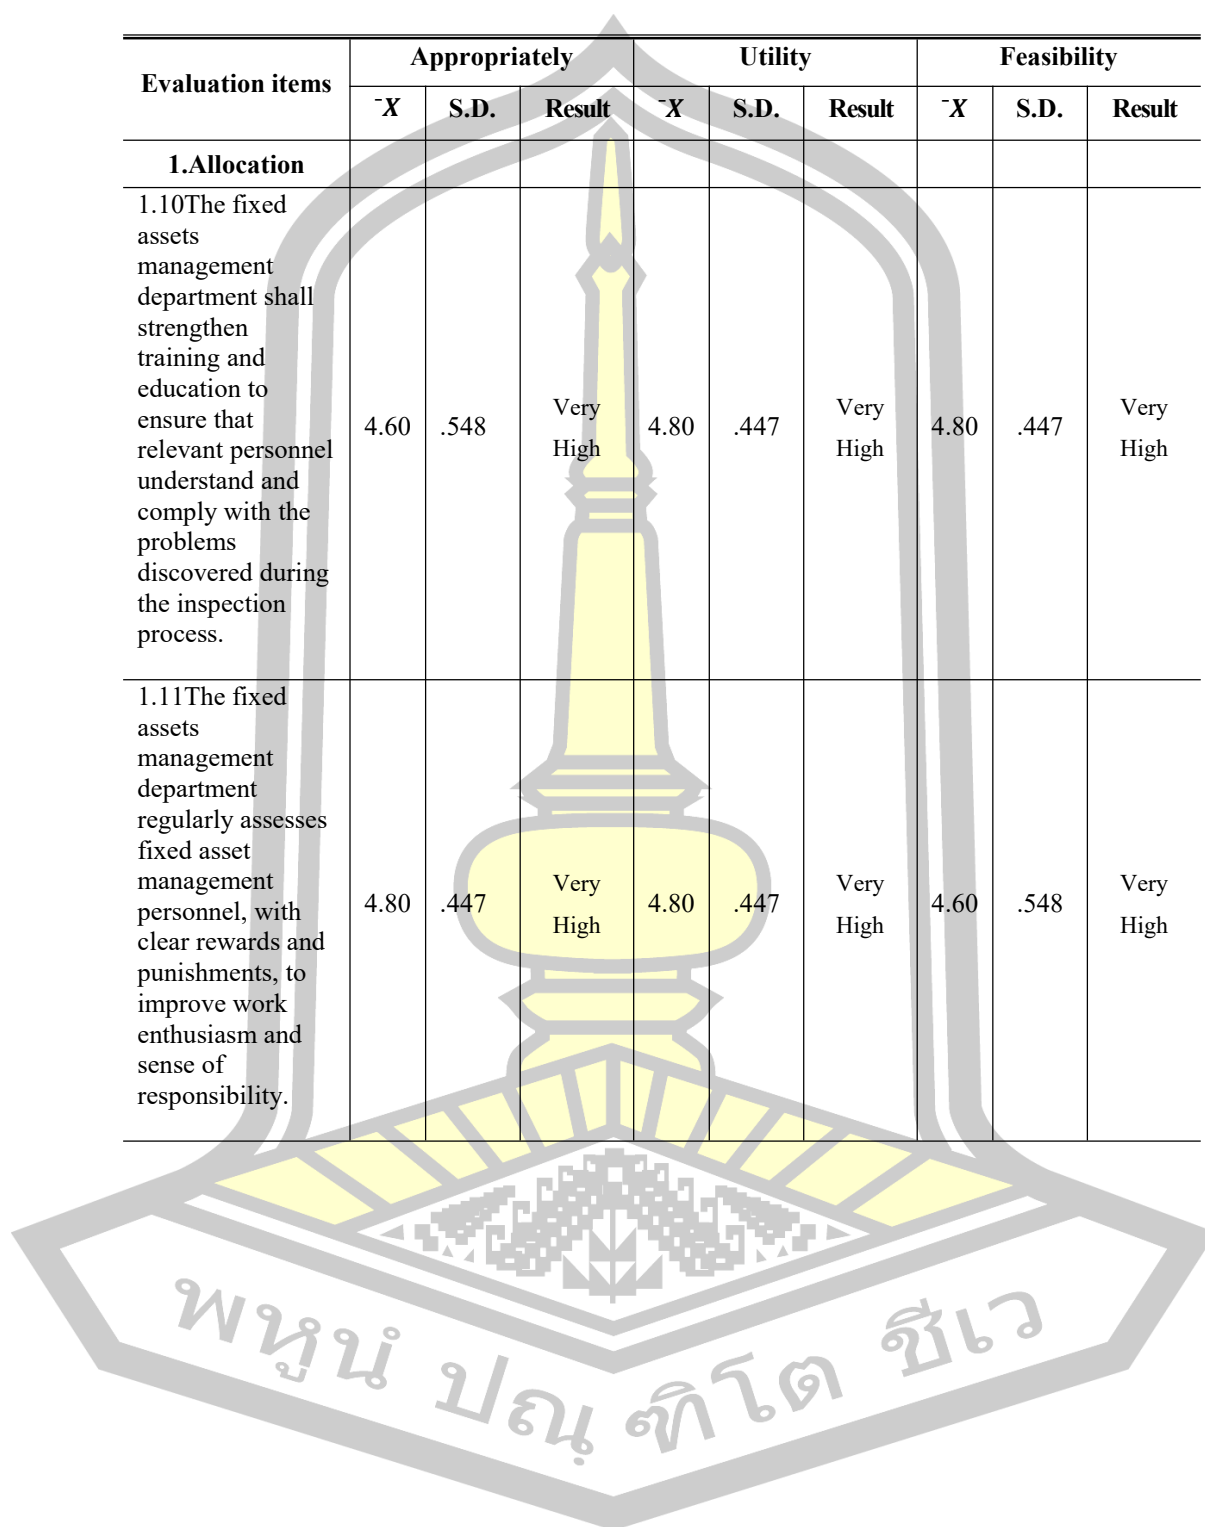 Evaluation items Appropriately Utility Feasibility
¯X S.D. Result ¯X S.D. Result ¯X S.D. Result
1.Allocation
1.10The fixed
assets
management
department shall
strengthen
training and
education to
ensure that
relevant personnel
understand and
comply with the
problems
discovered during
the inspection
process.
4.60 .548 Very High 4.80 .447 Very High 4.80 .447 Very High
1.11The fixed
assets
management
department
regularly assesses
fixed asset
management
personnel, with
clear rewards and
punishments, to
improve work
enthusiasm and
sense of
responsibility.
4.80 .447 Very High 4.80 .447 Very High 4.60 .548 Very High
พหูนํ ปณฺฑิโต ชีเว